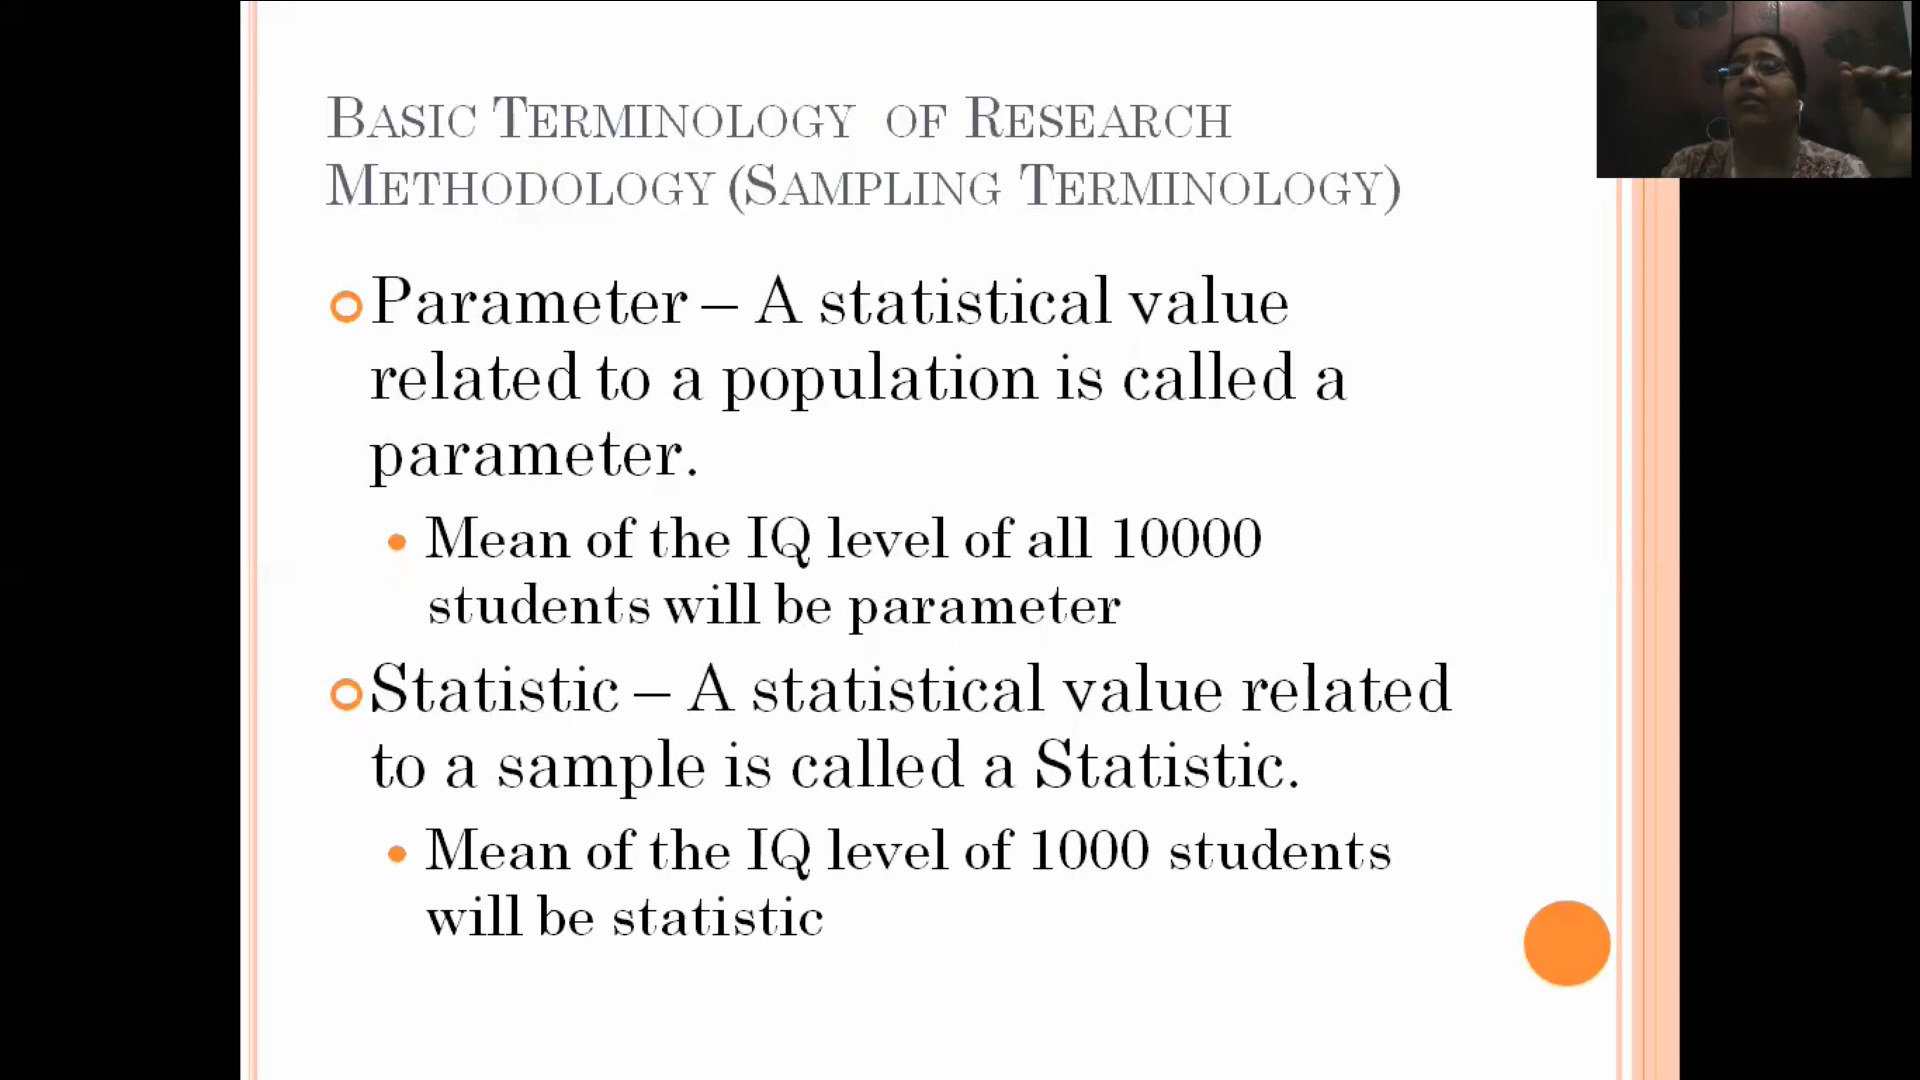 BASIC TERMINOLOGY OF RESEARCH
METHODOLOGY (SAMPLING TERMINOLOGY)
Parameter – A statistical value
related to a population is called a
parameter.
Mean of the IQ level of all 10000
students will be parameter
Statistic – A statistical value related
to a sample is called a Statistic.
Mean of the IQ level of 1000 students
will be statistic